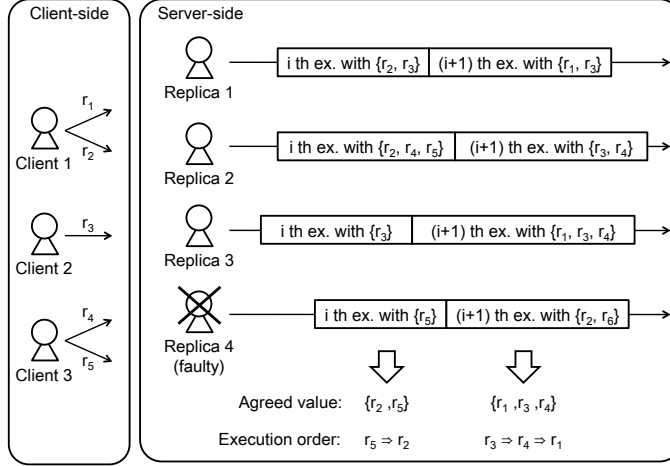 Client-side
Server-side
r1
r2
Client 1
r3
Client 2
r4
r5
Client 3
Replica 1
i th ex. with {r2, r3}
(i+1) th ex. with {r1, r3}
Replica 2
i th ex. with {r2, r4, r5}
(i+1) th ex. with {r3, r4}
Replica 3
i th ex. with {r3}
(i+1) th ex. with {r1, r3, r4}
Replica 4
(faulty)
i th ex. with {r5}
(i+1) th ex. with {r2, r6}
Agreed value: {r2 ,r5} {r1 ,r3 ,r4}
Execution order: r5 ⇒ r2 r3 ⇒ r4 ⇒ r1